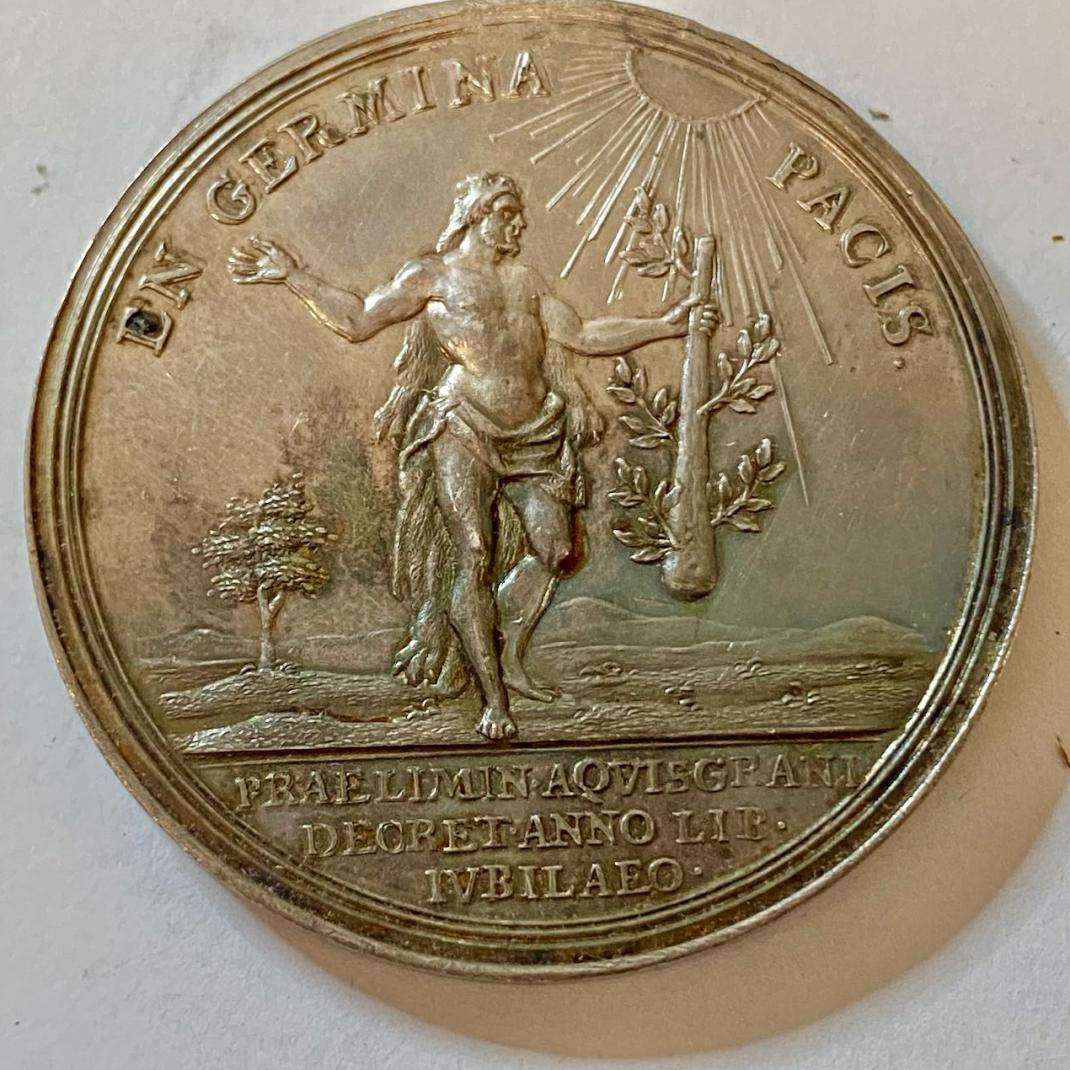 EN GERMINA PACIS.
PRAELIMIN·AQVISGRANI
DECRET·ANNO LIB·
IVBILAEO·